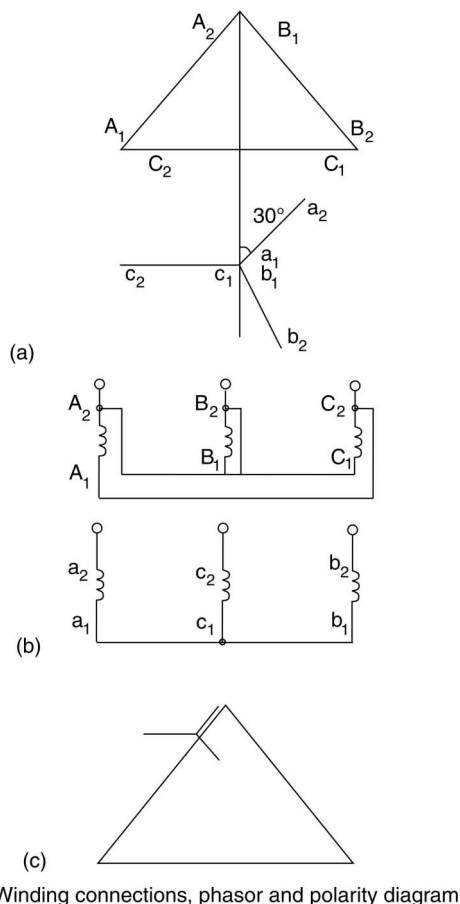 A2 B1
A1 B2
C2 C1
30° a2
a1
c2 c1 b1
b2
(a)
A2 B2 C2
A1 B1 C1
a2 c2 b2
a1 c1 b1
(b)
(c)
Winding connections, phasor and polarity diagram